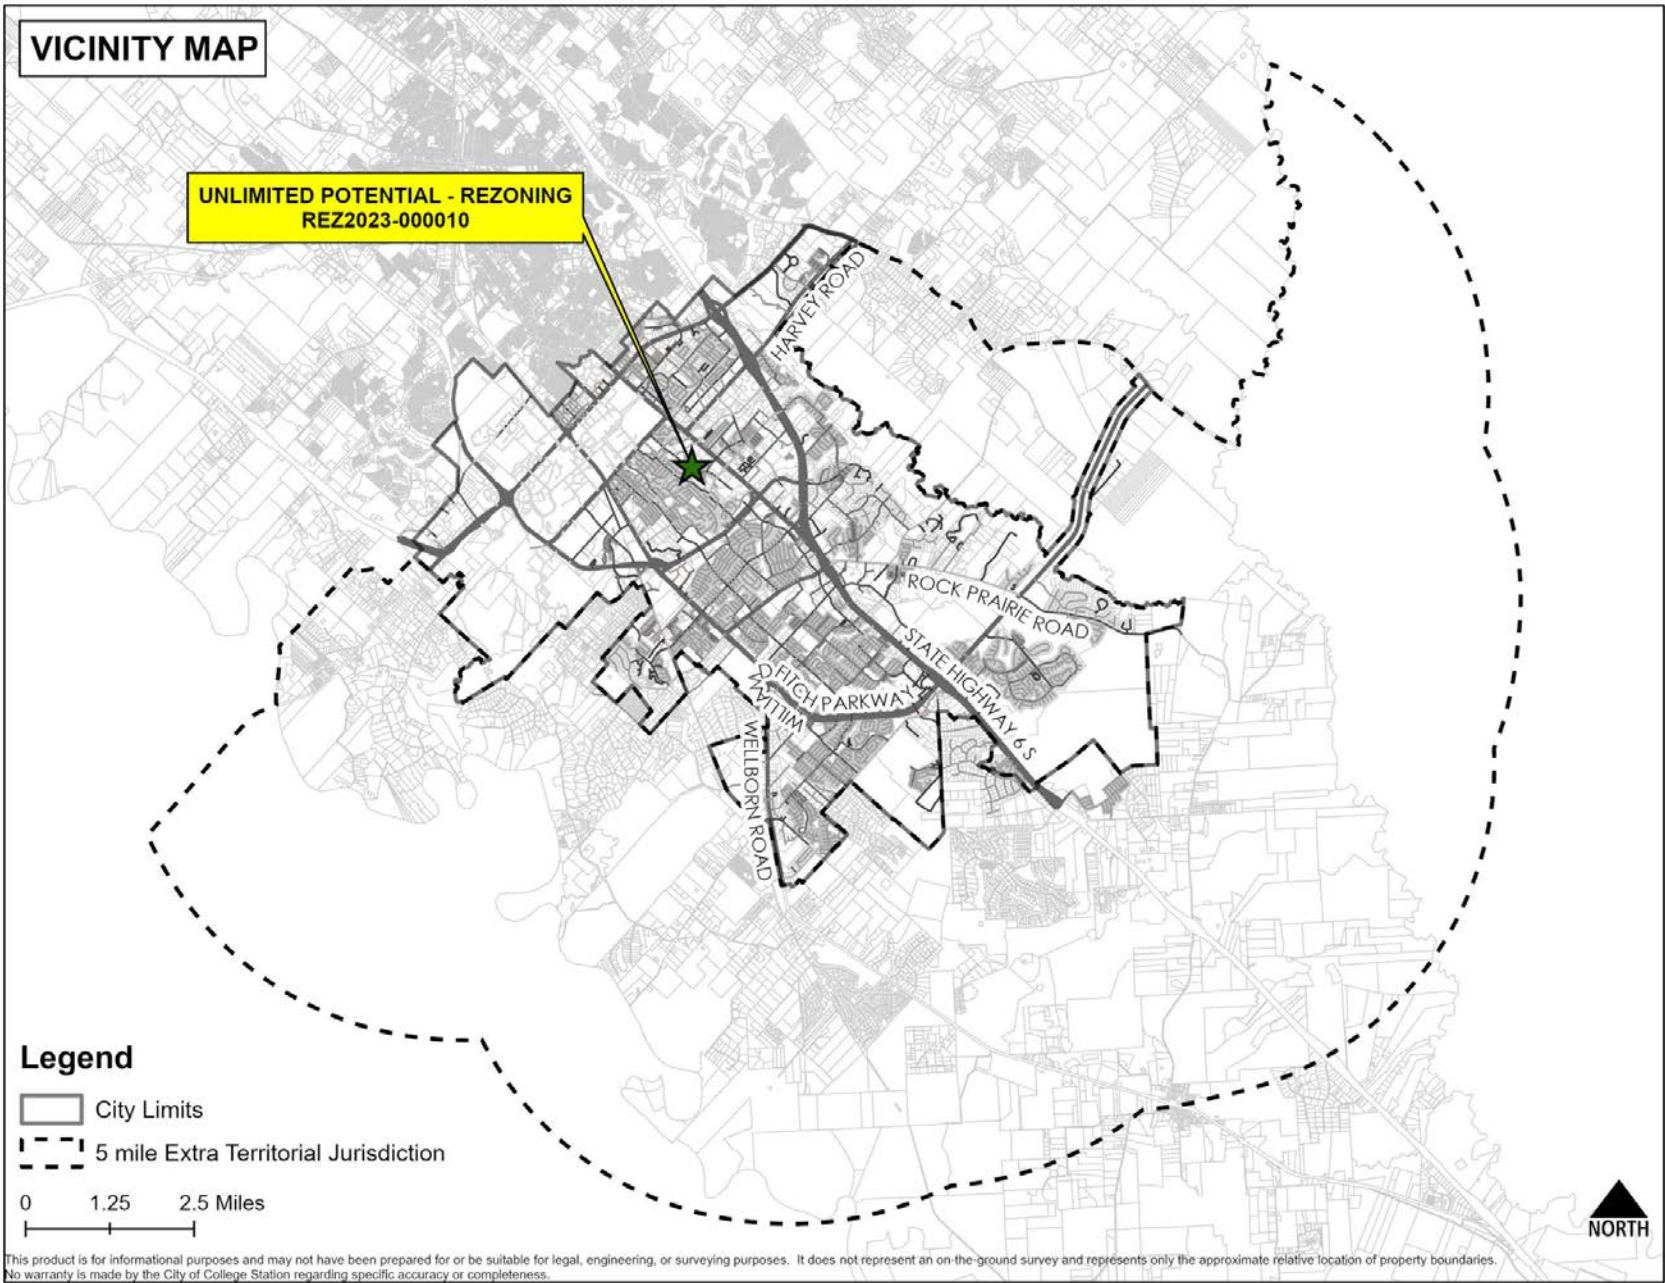 VICINITY MAP
UNLIMITED POTENTIAL - REZONING
REZ2023-000010
HARVEY ROAD
ROCK PRAIRIE ROAD
STATE HIGHWAY 6 S
WILLIAM D FITCH PARKWAY
WELLBORN ROAD
Legend
City Limits
5 mile Extra Territorial Jurisdiction
0 1.25 2.5 Miles
NORTH
This product is for informational purposes and may not have been prepared for or be suitable for legal, engineering, or surveying purposes. It does not represent an on-the-ground survey and represents only the approximate relative location of property boundaries.
No warranty is made by the City of College Station regarding specific accuracy or completeness.